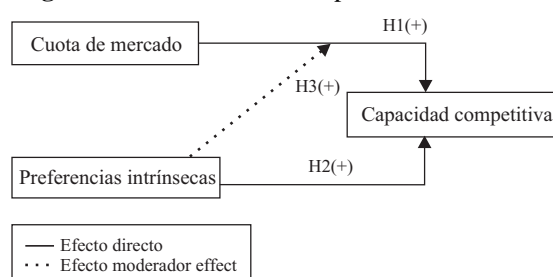 Cuota de mercado
H1(+)
H3(+)
Capacidad competitiva
Preferencias intrínsecas
H2(+)
Efecto directo
Efecto moderador effect